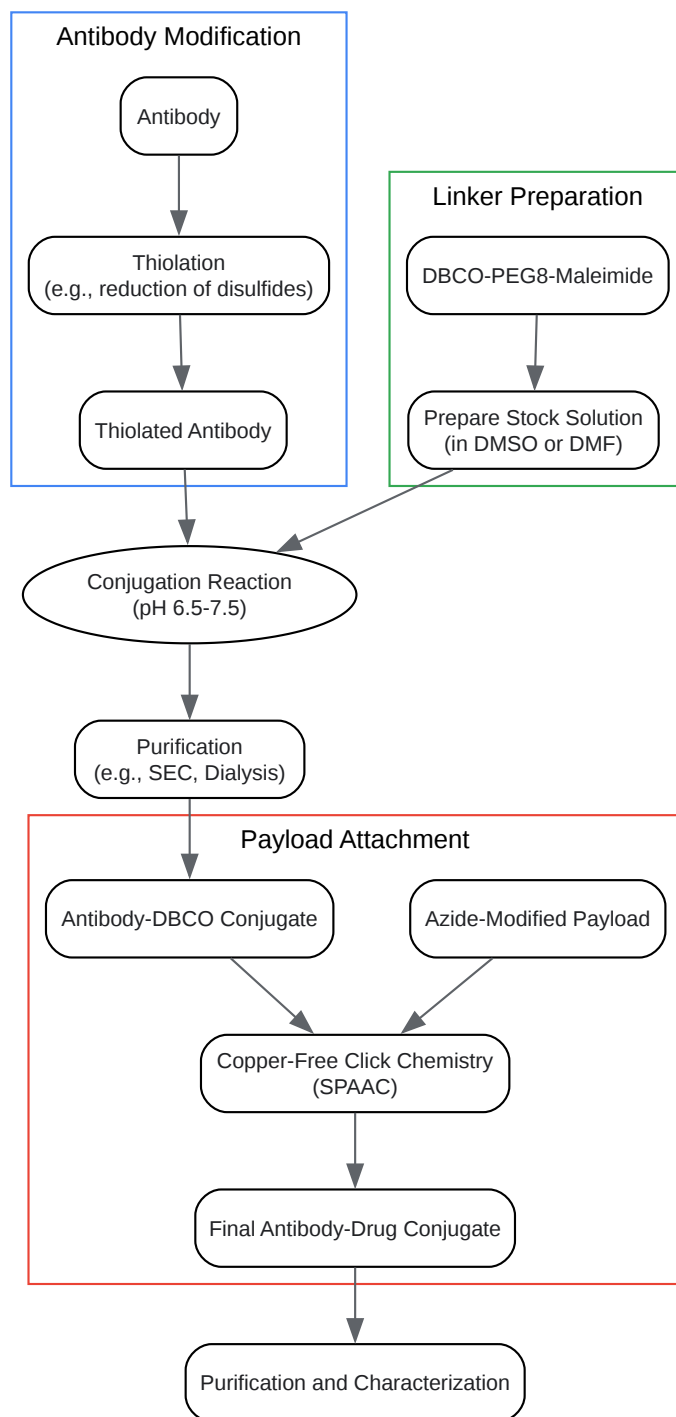 Antibody Modification
Antibody
Thiolation
(e.g., reduction of disulfides)
Thiolated Antibody
Linker Preparation
DBCO-PEG8-Maleimide
Prepare Stock Solution
(in DMSO or DMF)
Conjugation Reaction
(pH 6.5-7.5)
Purification
(e.g., SEC, Dialysis)
Payload Attachment
Antibody-DBCO Conjugate
Azide-Modified Payload
Copper-Free Click Chemistry
(SPAAC)
Final Antibody-Drug Conjugate
Purification and Characterization